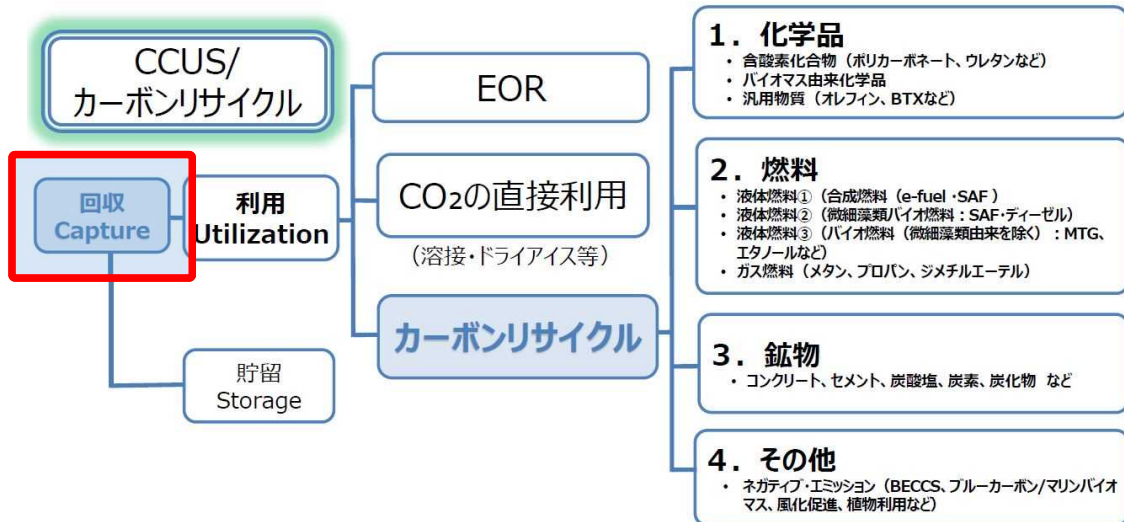 CCUS/
カーボンリサイクル
回収
Capture
利用
Utilization
貯留
Storage
EOR
CO₂の直接利用
（溶接・ドライアイス等）
カーボンリサイクル
1．化学品
• 含酸素化合物（ポリカーボネート、ウレタンなど）
• バイオマス由来化学品
• 汎用物質（オレフィン、BTXなど）
2．燃料
• 液体燃料①（合成燃料（e-fuel・SAF）
• 液体燃料②（微細藻類バイオ燃料：SAF・ディーゼル）
• 液体燃料③（バイオ燃料（微細藻類由来を除く）：MTG、
エタノールなど）
• ガス燃料（メタン、プロパン、ジメチルエーテル）
3．鉱物
• コンクリート、セメント、炭酸塩、炭素、炭化物 など
4．その他
• ネガティブ・エミッション（BECCS、ブルーカーボン/マリンバイオ
マス、風化促進、植物利用など）